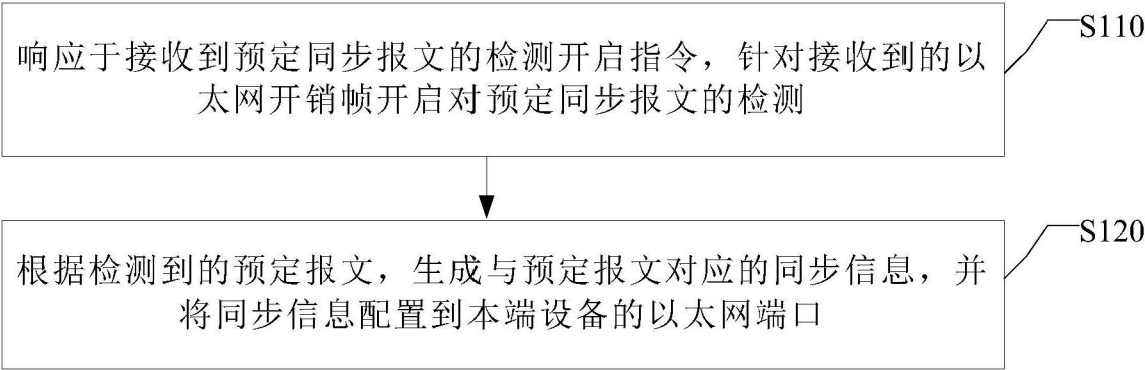 S110
响应于接收到预定同步报文的检测开启指令，针对接收到的以
太网开销帧开启对预定同步报文的检测
S120
根据检测到的预定报文，生成与预定报文对应的同步信息，并
将同步信息配置到本端设备的以太网端口